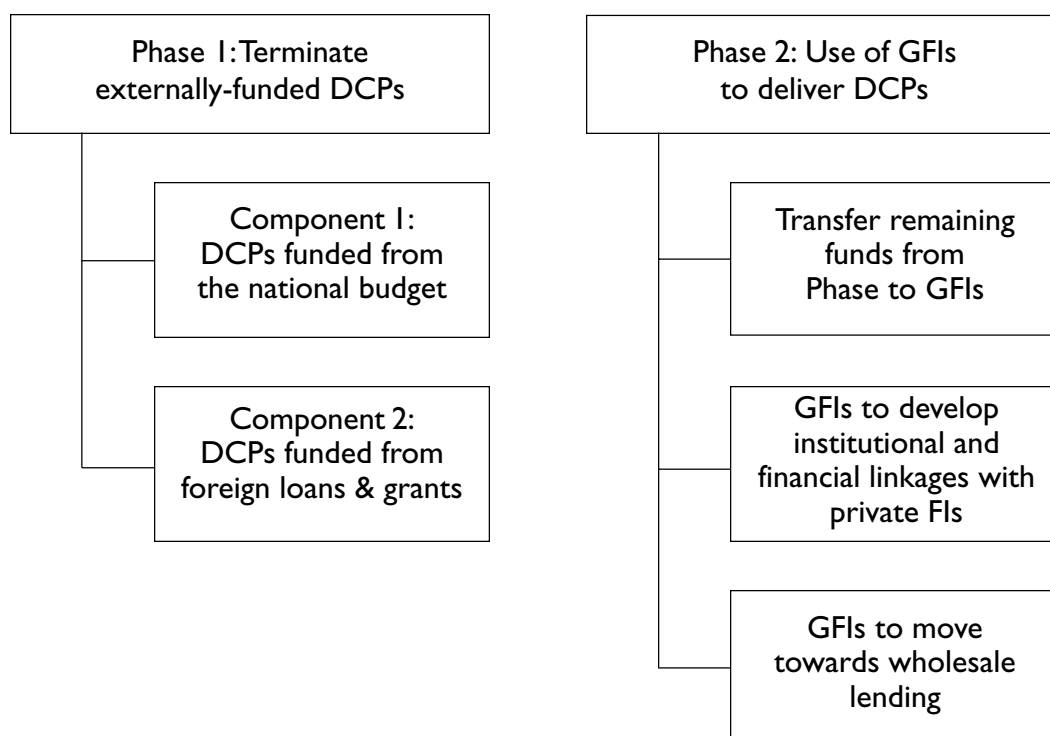 Phase 1: Terminate
externally-funded DCPs
Component 1:
DCPs funded from
the national budget
Component 2:
DCPs funded from
foreign loans & grants
Phase 2: Use of GFIs
to deliver DCPs
Transfer remaining
funds from
Phase to GFIs
GFIs to develop
institutional and
financial linkages with
private FIs
GFIs to move
towards wholesale
lending